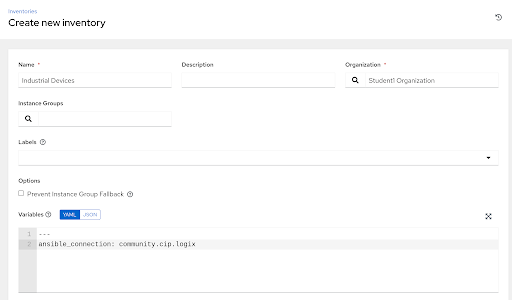 Inventories
Create new inventory
Name *
Description
Organization *
Industrial Devices
Student1 Organization
Instance Groups
Labels
Options
Prevent Instance Group Fallback
Variables YAML JSON
1 ---
2 ansible_connection: community.cip.logix